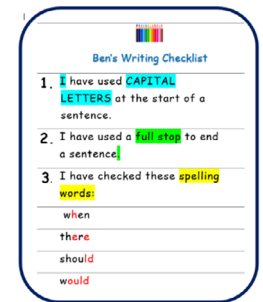 Ben's Writing Checklist
1. I have used CAPITAL
LETTERS at the start of a
sentence.
2. I have used a full stop to end
a sentence.
3. I have checked these spelling
words:
when
there
should
would